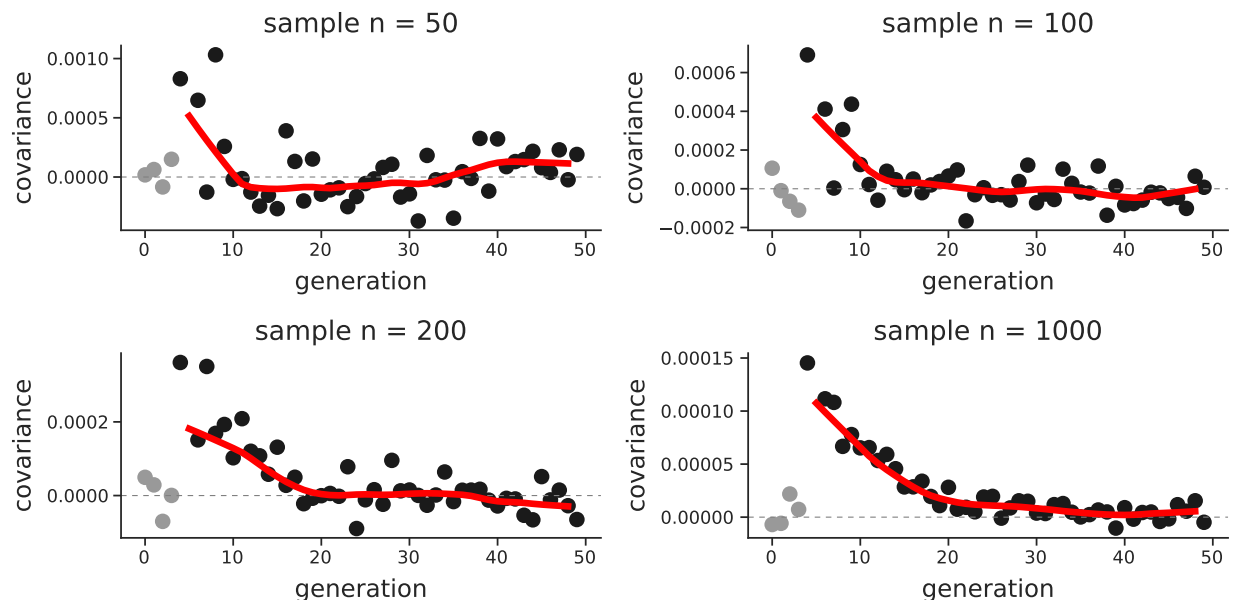 sample n = 50
covariance
0.0010
0.0005
0.0000
0 10 20 30 40 50
generation
sample n = 100
covariance
0.0006
0.0004
0.0002
0.0000
−0.0002
0 10 20 30 40 50
generation
sample n = 200
covariance
0.0002
0.0000
0 10 20 30 40 50
generation
sample n = 1000
covariance
0.00015
0.00010
0.00005
0.00000
0 10 20 30 40 50
generation